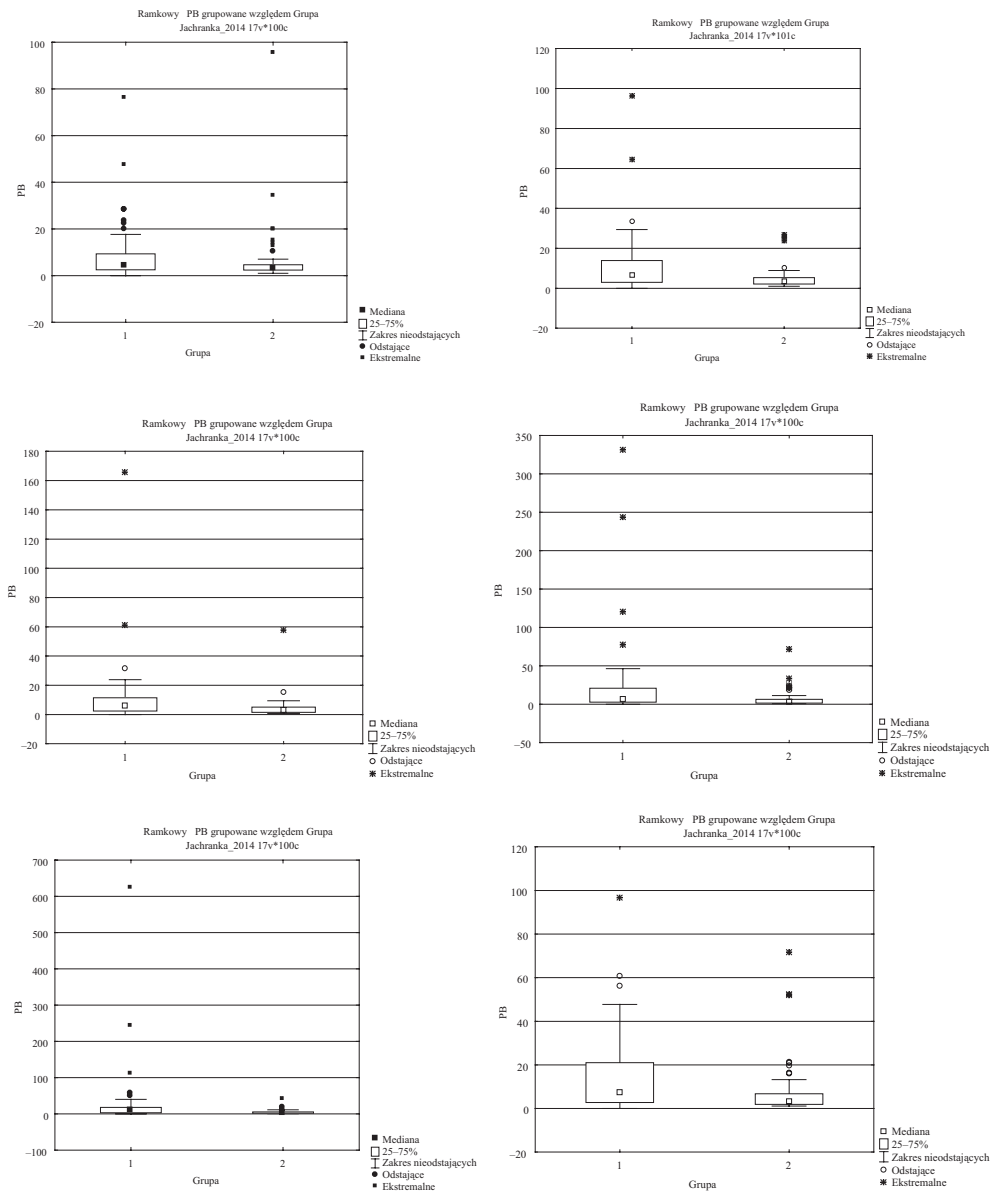 Ramkowy PB grupowane względem Grupa
Jachranka_2014 17v*100c
100
80
60
40
20
0
–20
PB
1
2
Grupa
Mediana
25–75%
Zakres nieodstających
Odstające
Ekstremalne
Ramkowy PB grupowane względem Grupa
Jachranka_2014 17v*101c
120
100
80
60
40
20
0
–20
PB
1
2
Grupa
Mediana
25–75%
Zakres nieodstających
Odstające
Ekstremalne
Ramkowy PB grupowane względem Grupa
Jachranka_2014 17v*100c
180
160
140
120
100
80
60
40
20
0
–20
PB
1
2
Grupa
Mediana
25–75%
Zakres nieodstających
Odstające
Ekstremalne
Ramkowy PB grupowane względem Grupa
Jachranka_2014 17v*100c
350
300
250
200
150
100
50
0
–50
PB
1
2
Grupa
Mediana
25–75%
Zakres nieodstających
Odstające
Ekstremalne
Ramkowy PB grupowane względem Grupa
Jachranka_2014 17v*100c
700
600
500
400
300
200
100
0
–100
PB
1
2
Grupa
Mediana
25–75%
Zakres nieodstających
Odstające
Ekstremalne
Ramkowy PB grupowane względem Grupa
Jachranka_2014 17v*100c
120
100
80
60
40
20
0
–20
PB
1
2
Grupa
Mediana
25–75%
Zakres nieodstających
Odstające
Ekstremalne